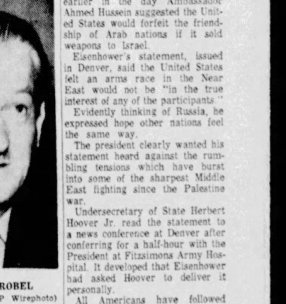 earlier in the day Ambassador
Ahmed Hussein suggested the Unit-
ed States would forfeit the friend-
ship of Arab nations if it sold
weapons to Israel.
Eisenhower's statement, issued
in Denver, said the United States
felt an arms race in the Near
East would not be "in the true
interest of any of the participants."
Evidently thinking of Russia, he
expressed hope other nations feel
the same way.
The president clearly wanted his
statement heard against the rum-
bling tensions which have burst
into some of the sharpest Middle
East fighting since the Palestine
war.
Undersecretary of State Herbert
Hoover Jr. read the statement to
a news conference at Denver after
conferring for a half-hour with the
President at Fitzsimons Army Hos-
pital. It developed that Eisenhower
had asked Hoover to deliver it
personally.
All Americans have followed
ROBEL
P Wirephoto)